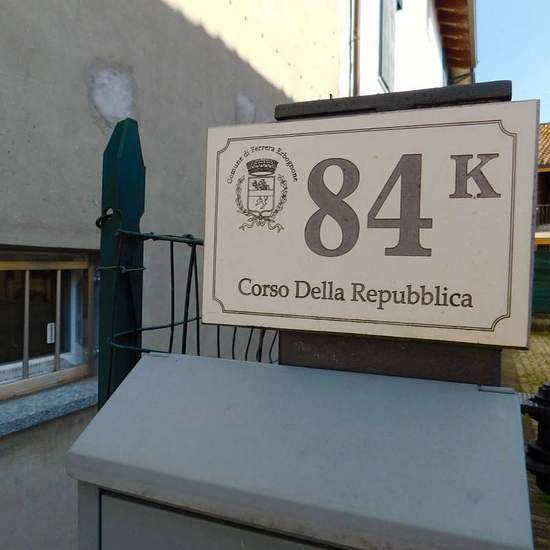 Comune di Ferrera Erbognone
84 K
Corso Della Repubblica